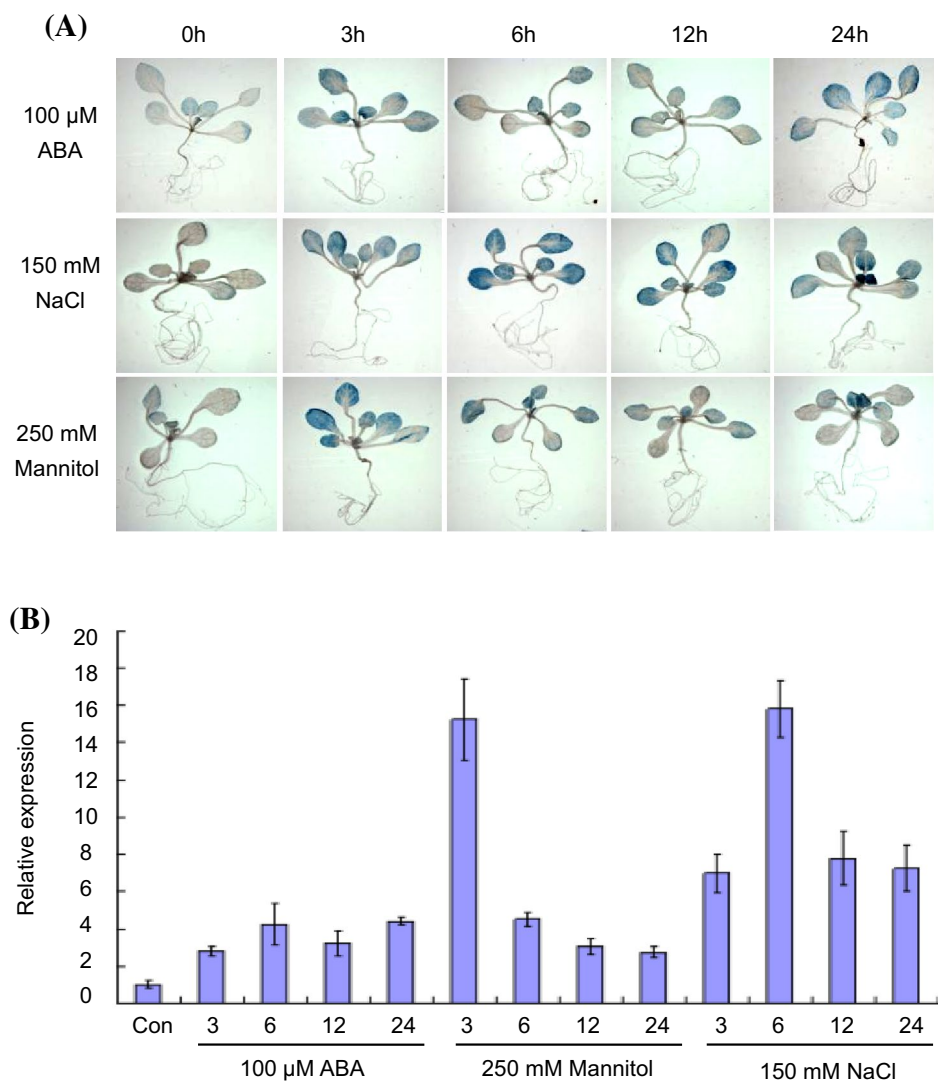 (A)
0h 3h 6h 12h 24h
100 µM
ABA
150 mM
NaCl
250 mM
Mannitol
(B)
Relative expression
20
18
16
14
12
10
8
6
4
2
0
Con 3 6 12 24 3 6 12 24 3 6 12 24
100 µM ABA 250 mM Mannitol 150 mM NaCl